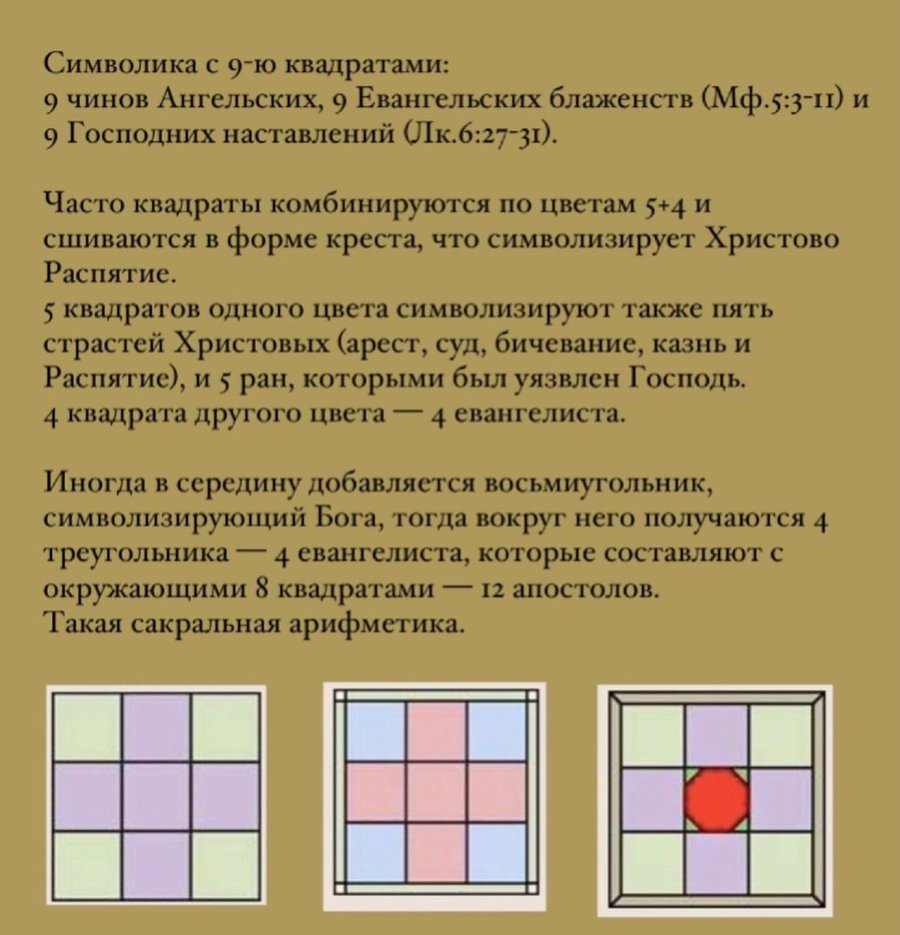 Символика с 9-ю квадратами:
9 чинов Ангельских, 9 Евангельских блаженств (Мф.5:3-11) и
9 Господних наставлений (Лк.6:27-31).
Часто квадраты комбинируются по цветам 5+4 и
сшиваются в форме креста, что символизирует Христово
Распятие.
5 квадратов одного цвета символизируют также пять
страстей Христовых (арест, суд, бичевание, казнь и
Распятие), и 5 ран, которыми был уязвлен Господь.
4 квадрата другого цвета — 4 евангелиста.
Иногда в середину добавляется восьмиугольник,
символизирующий Бога, тогда вокруг него получаются 4
треугольника — 4 евангелиста, которые составляют с
окружающими 8 квадратами — 12 апостолов.
Такая сакральная арифметика.